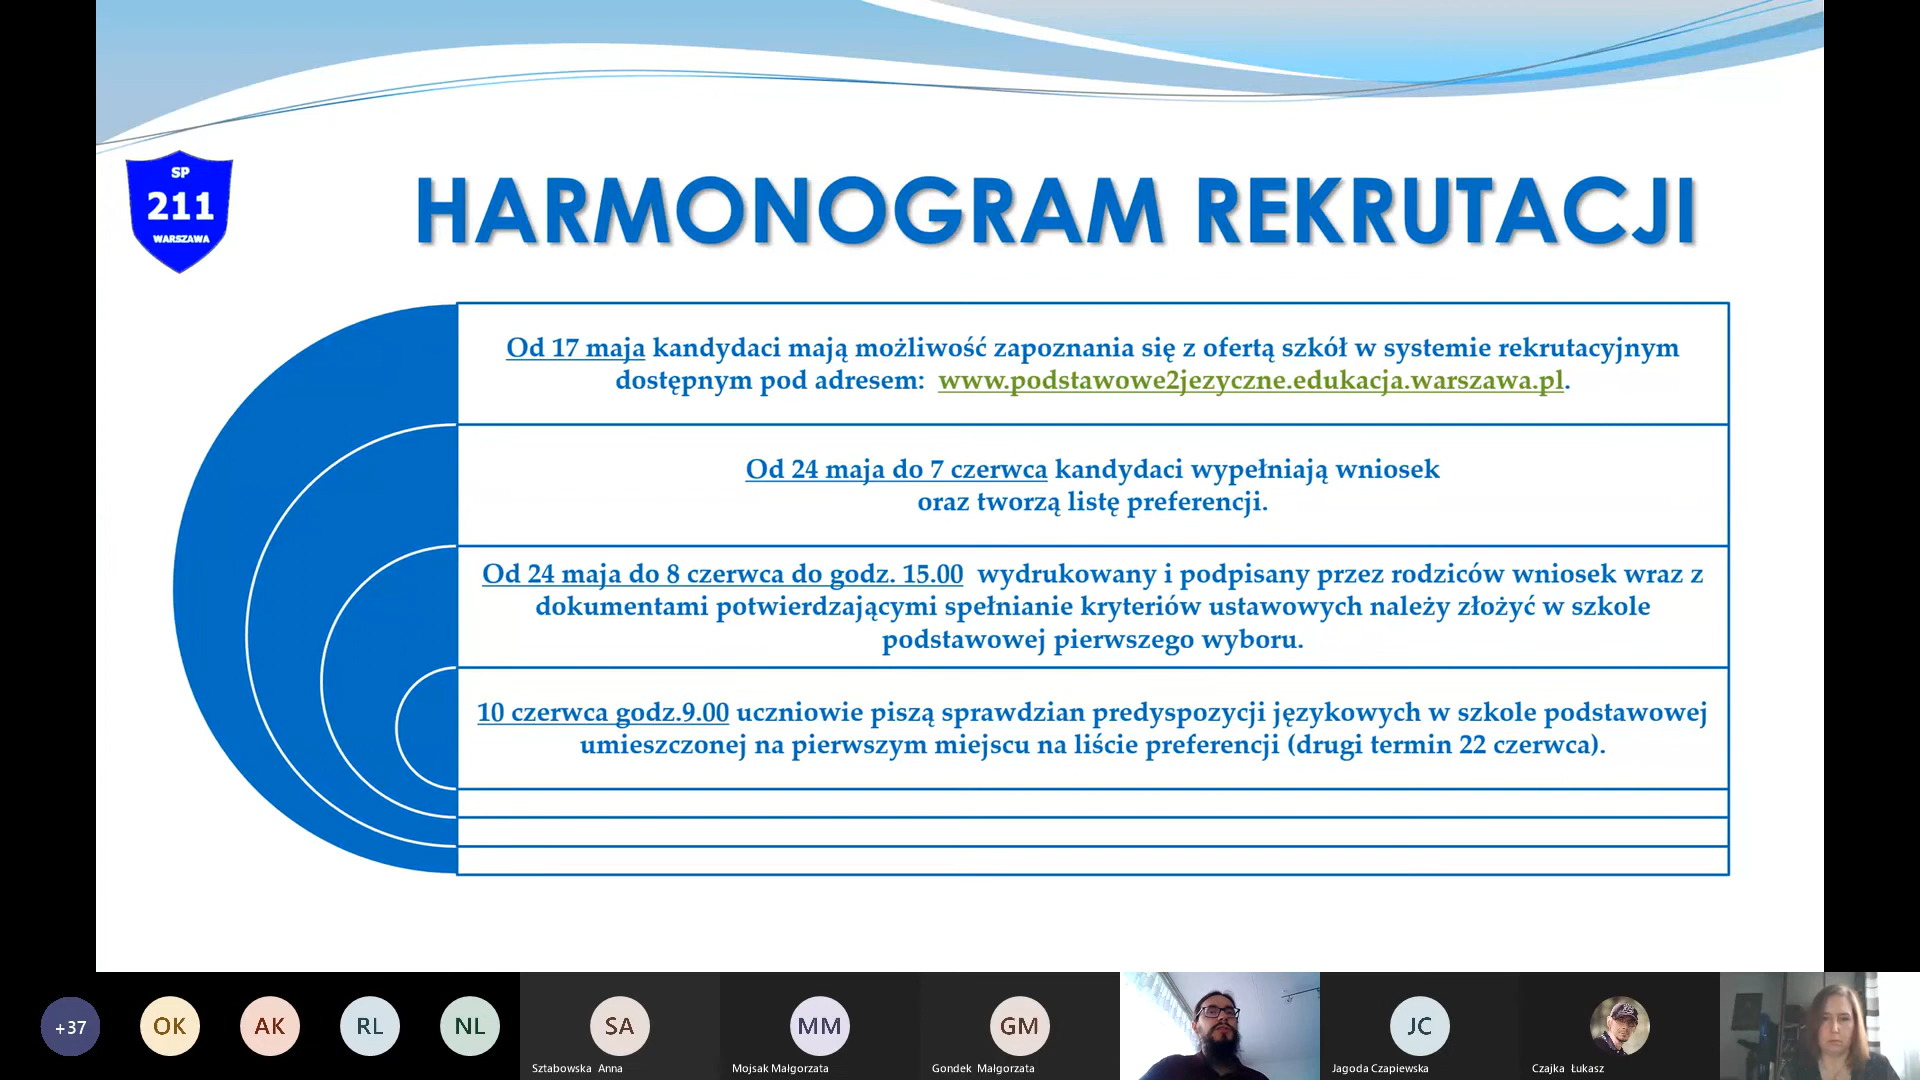 SP
211
WARSZAWA
HARMONOGRAM REKRUTACJI
Od 17 maja kandydaci mają możliwość zapoznania się z ofertą szkół w systemie rekrutacyjnym
dostępnym pod adresem: www.podstawowe2jezyczne.edukacja.warszawa.pl.
Od 24 maja do 7 czerwca kandydaci wypełniają wniosek
oraz tworzą listę preferencji.
Od 24 maja do 8 czerwca do godz. 15.00 wydrukowany i podpisany przez rodziców wniosek wraz z
dokumentami potwierdzającymi spełnianie kryteriów ustawowych należy złożyć w szkole
podstawowej pierwszego wyboru.
10 czerwca godz.9.00 uczniowie piszą sprawdzian predyspozycji językowych w szkole podstawowej
umieszczonej na pierwszym miejscu na liście preferencji (drugi termin 22 czerwca).
+37
OK
AK
RL
NL
SA
MM
GM
JC
Sztabowska Anna
Mojsak Małgorzata
Gondek Małgorzata
Jagoda Czapiewska
Czajka Łukasz